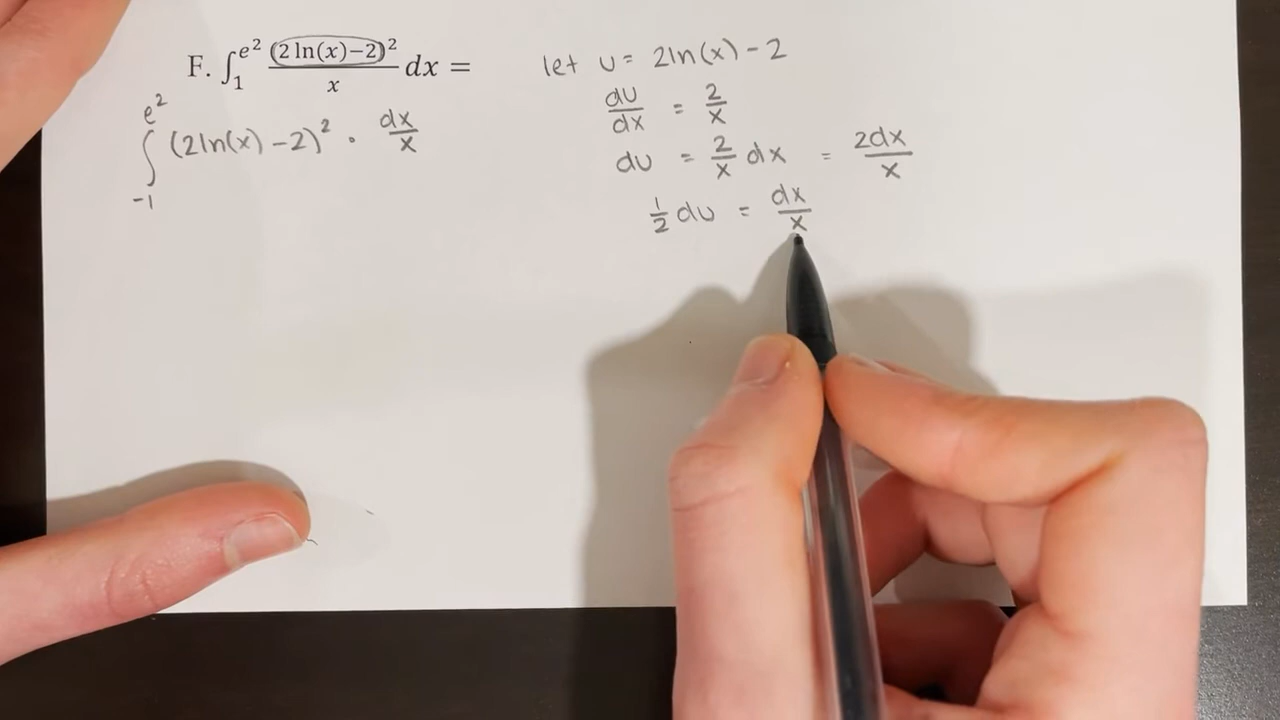 F. ∫₁^{e²} (2 ln(x)−2)²/x dx =
∫₋₁^{e²} (2ln(x) −2)² · dx/x
let u = 2ln(x) − 2
du/dx = 2/x
du = 2/x dx = 2dx/x
½ du = dx/x